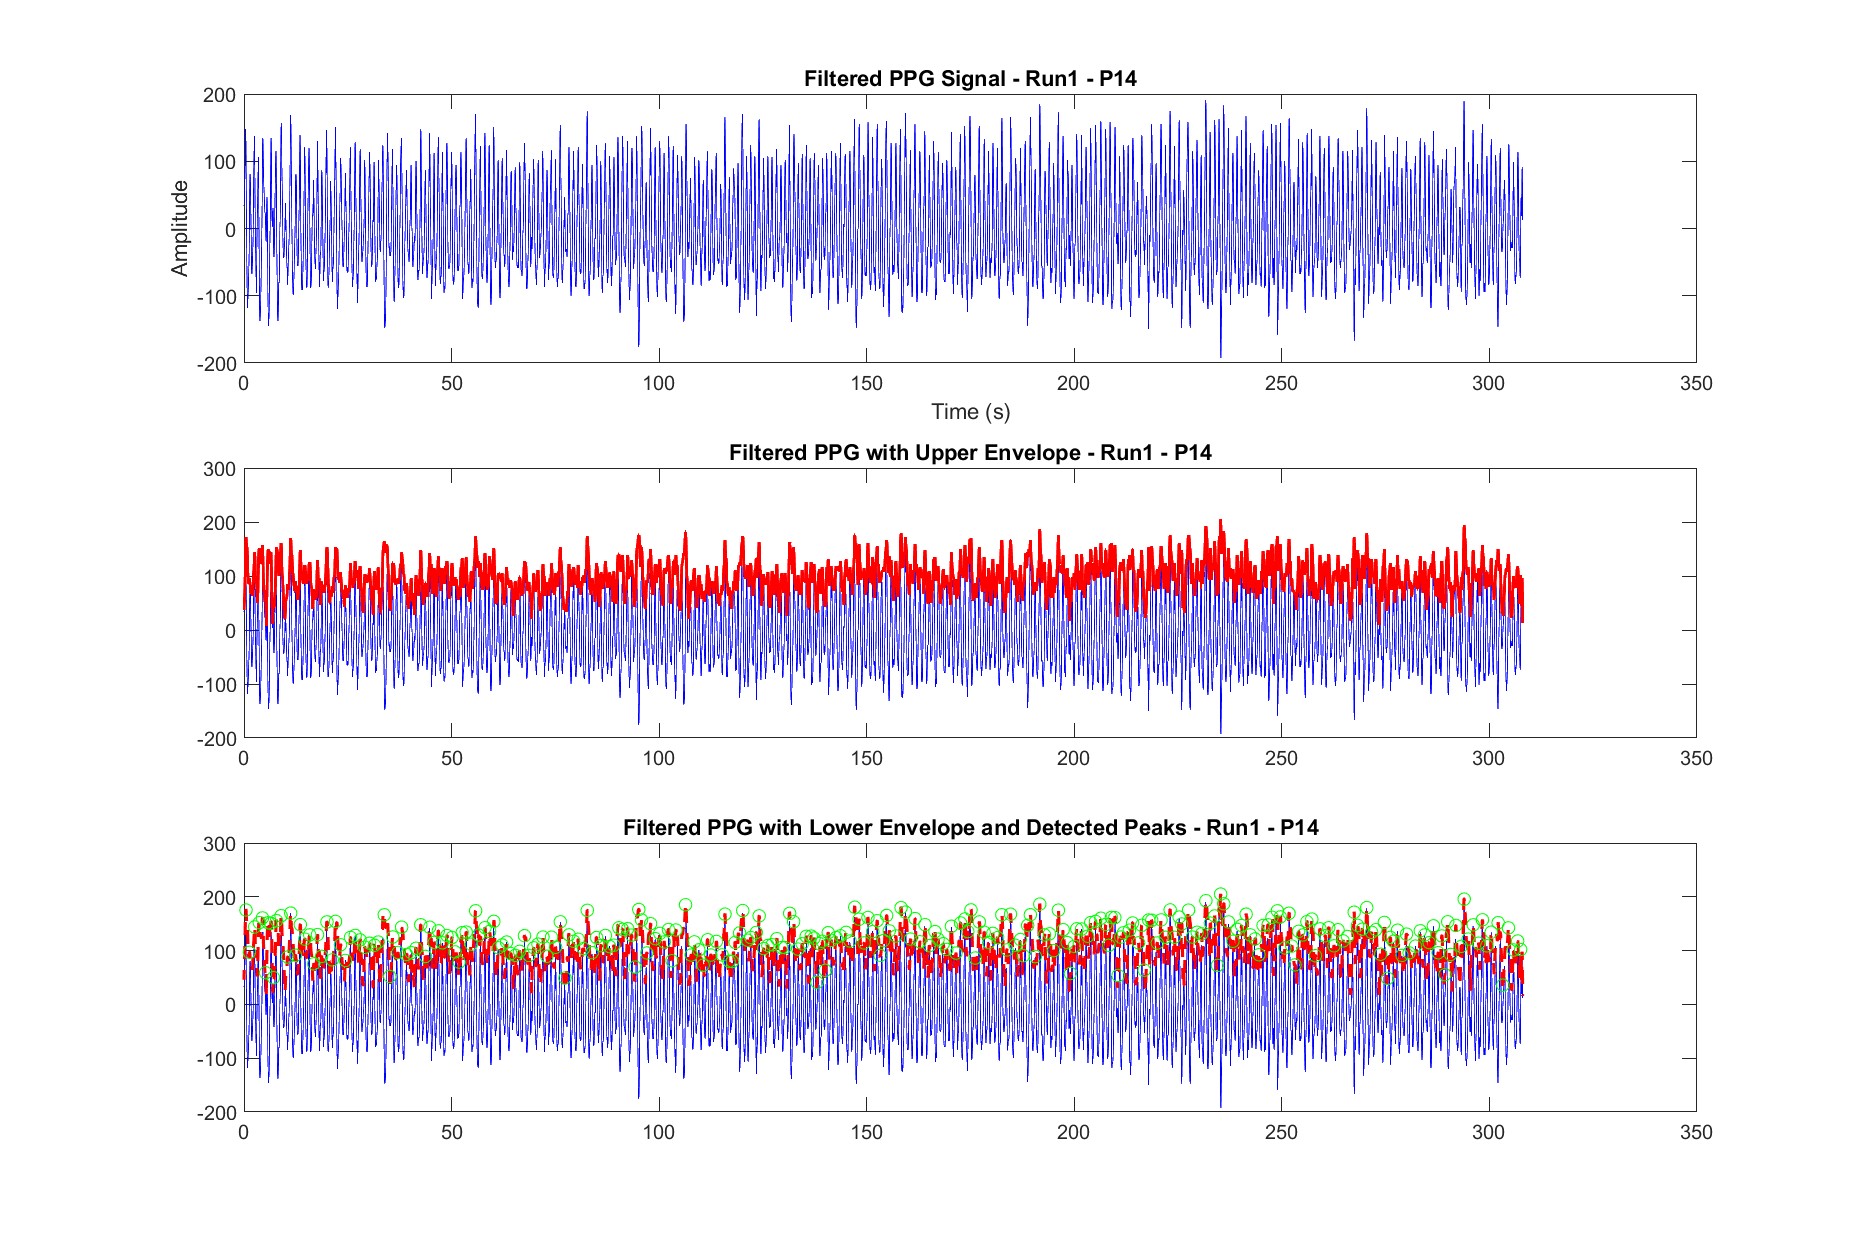 Filtered PPG Signal - Run1 - P14
200
100
0
-100
-200
Amplitude
0 50 100 150 200 250 300 350
Time (s)
Filtered PPG with Upper Envelope - Run1 - P14
300
200
100
0
-100
-200
0 50 100 150 200 250 300 350
Filtered PPG with Lower Envelope and Detected Peaks - Run1 - P14
300
200
100
0
-100
-200
0 50 100 150 200 250 300 350